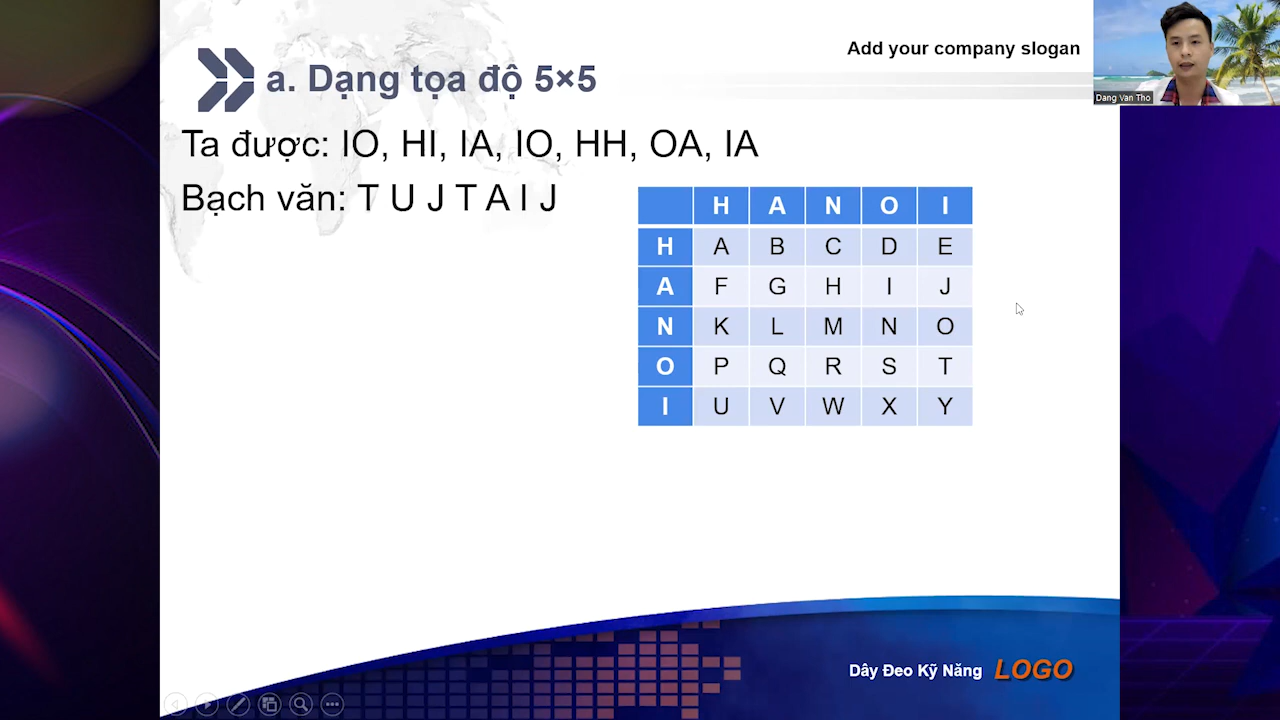 Add your company slogan
Dang Van Tho
a. Dạng tọa độ 5×5
Ta được: IO, HI, IA, IO, HH, OA, IA
Bạch văn: T U J T A I J
H A N O I
H A B C D E
A F G H I J
N K L M N O
O P Q R S T
I U V W X Y
Dây Đeo Kỹ Năng LOGO